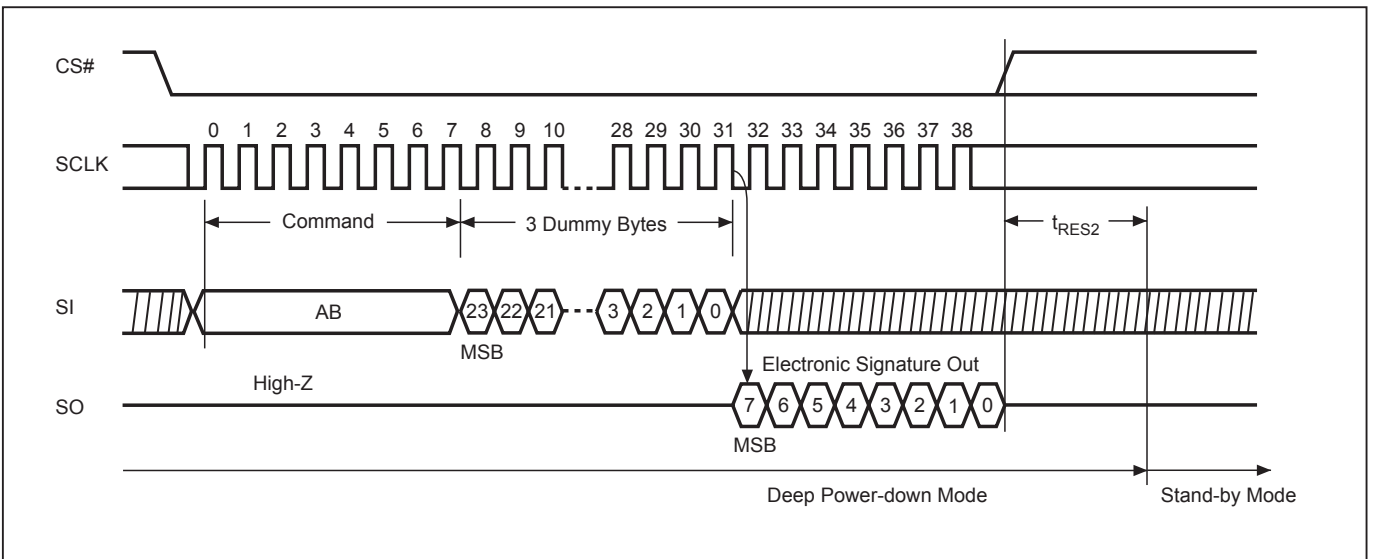 CS#
0 1 2 3 4 5 6 7 8 9 10 28 29 30 31 32 33 34 35 36 37 38
SCLK
Command 3 Dummy Bytes tRES2
SI AB 23 22 21 3 2 1 0
MSB
Electronic Signature Out
High-Z
SO 7 6 5 4 3 2 1 0
MSB
Deep Power-down Mode Stand-by Mode